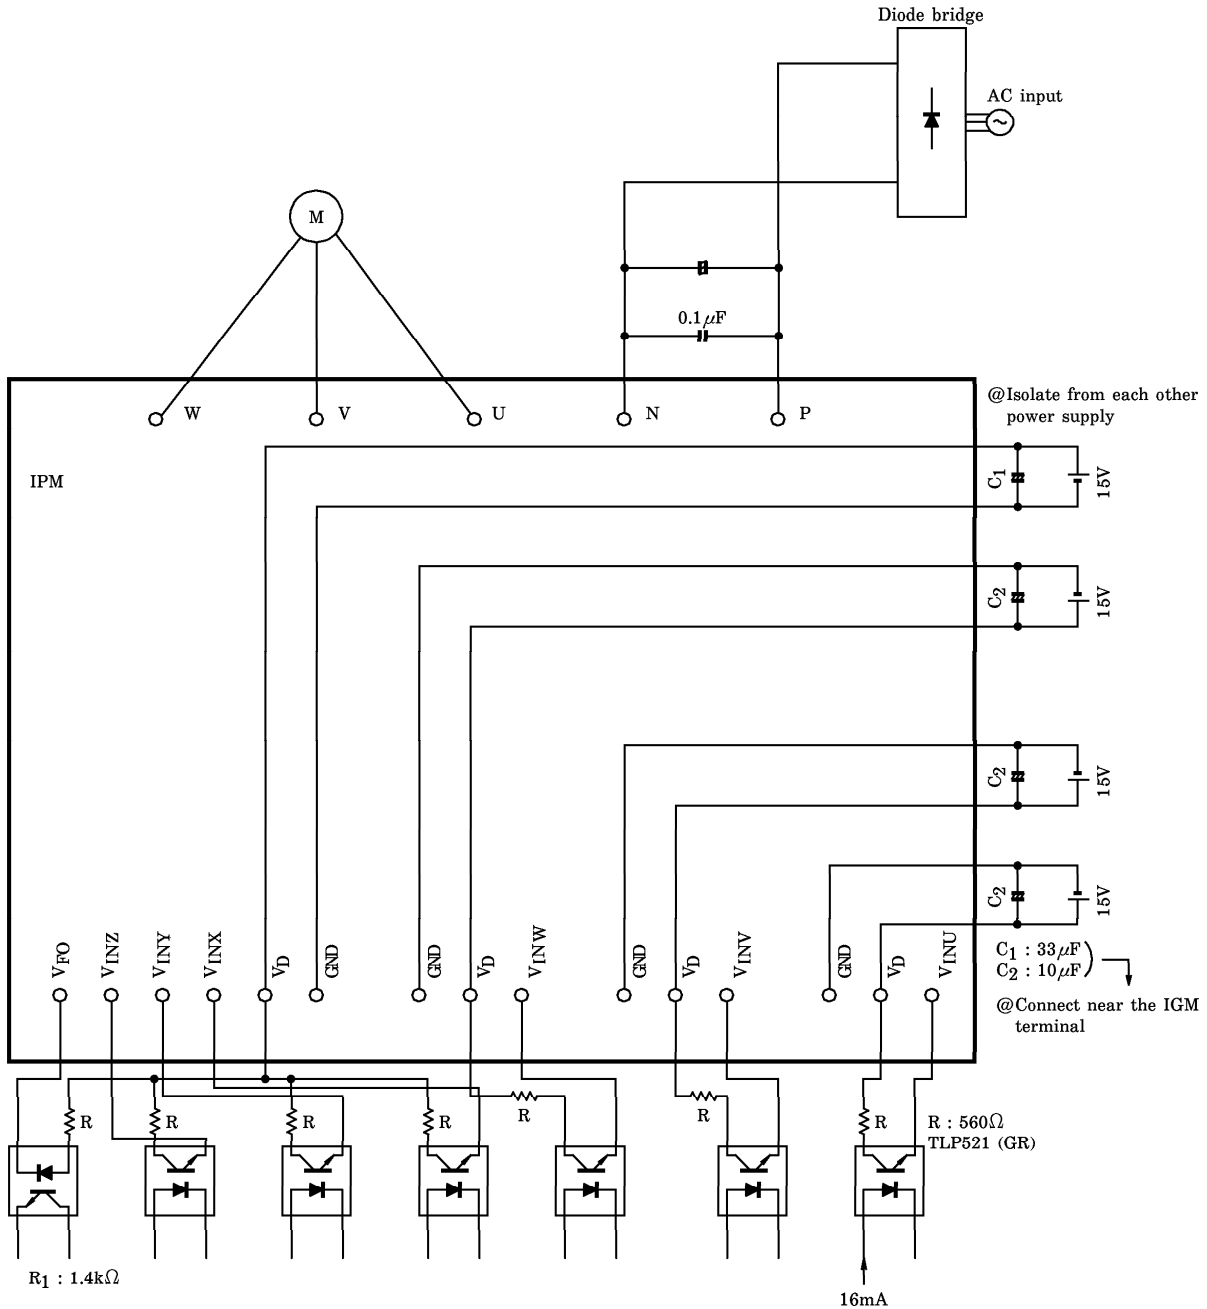 Diode bridge
AC input
M
0.1μF
W
V
U
N
P
@Isolate from each other
power supply
IPM
C1
15V
C2
15V
C2
15V
C2
15V
VFO
VINZ
VINY
VINX
VD
GND
GND
VD
VINW
GND
VD
VINV
GND
VD
VINU
C1 : 33μF
C2 : 10μF
@Connect near the IGM
terminal
R
R
R
R
R
R
R
R : 560Ω
TLP521 (GR)
R1 : 1.4kΩ
16mA